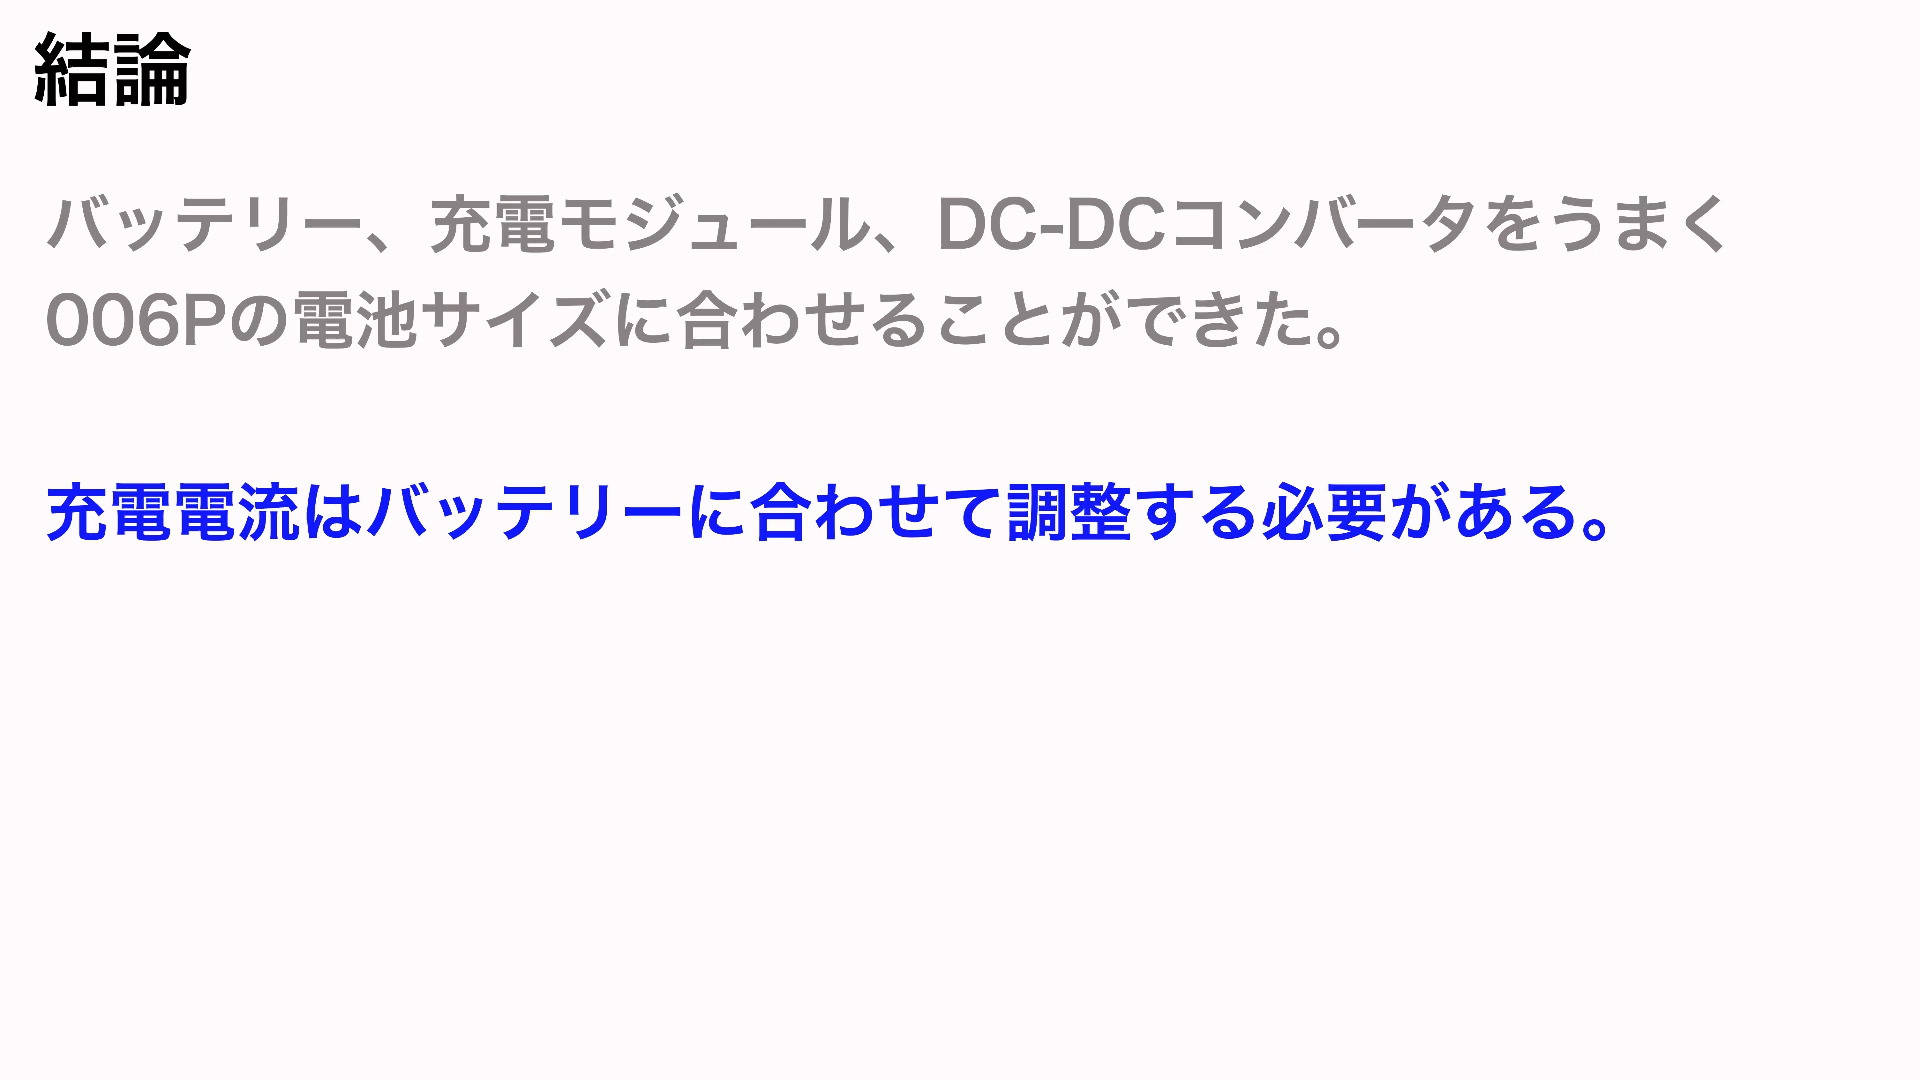 結論
バッテリー、充電モジュール、DC-DCコンバータをうまく
006Pの電池サイズに合わせることができた。
充電電流はバッテリーに合わせて調整する必要がある。